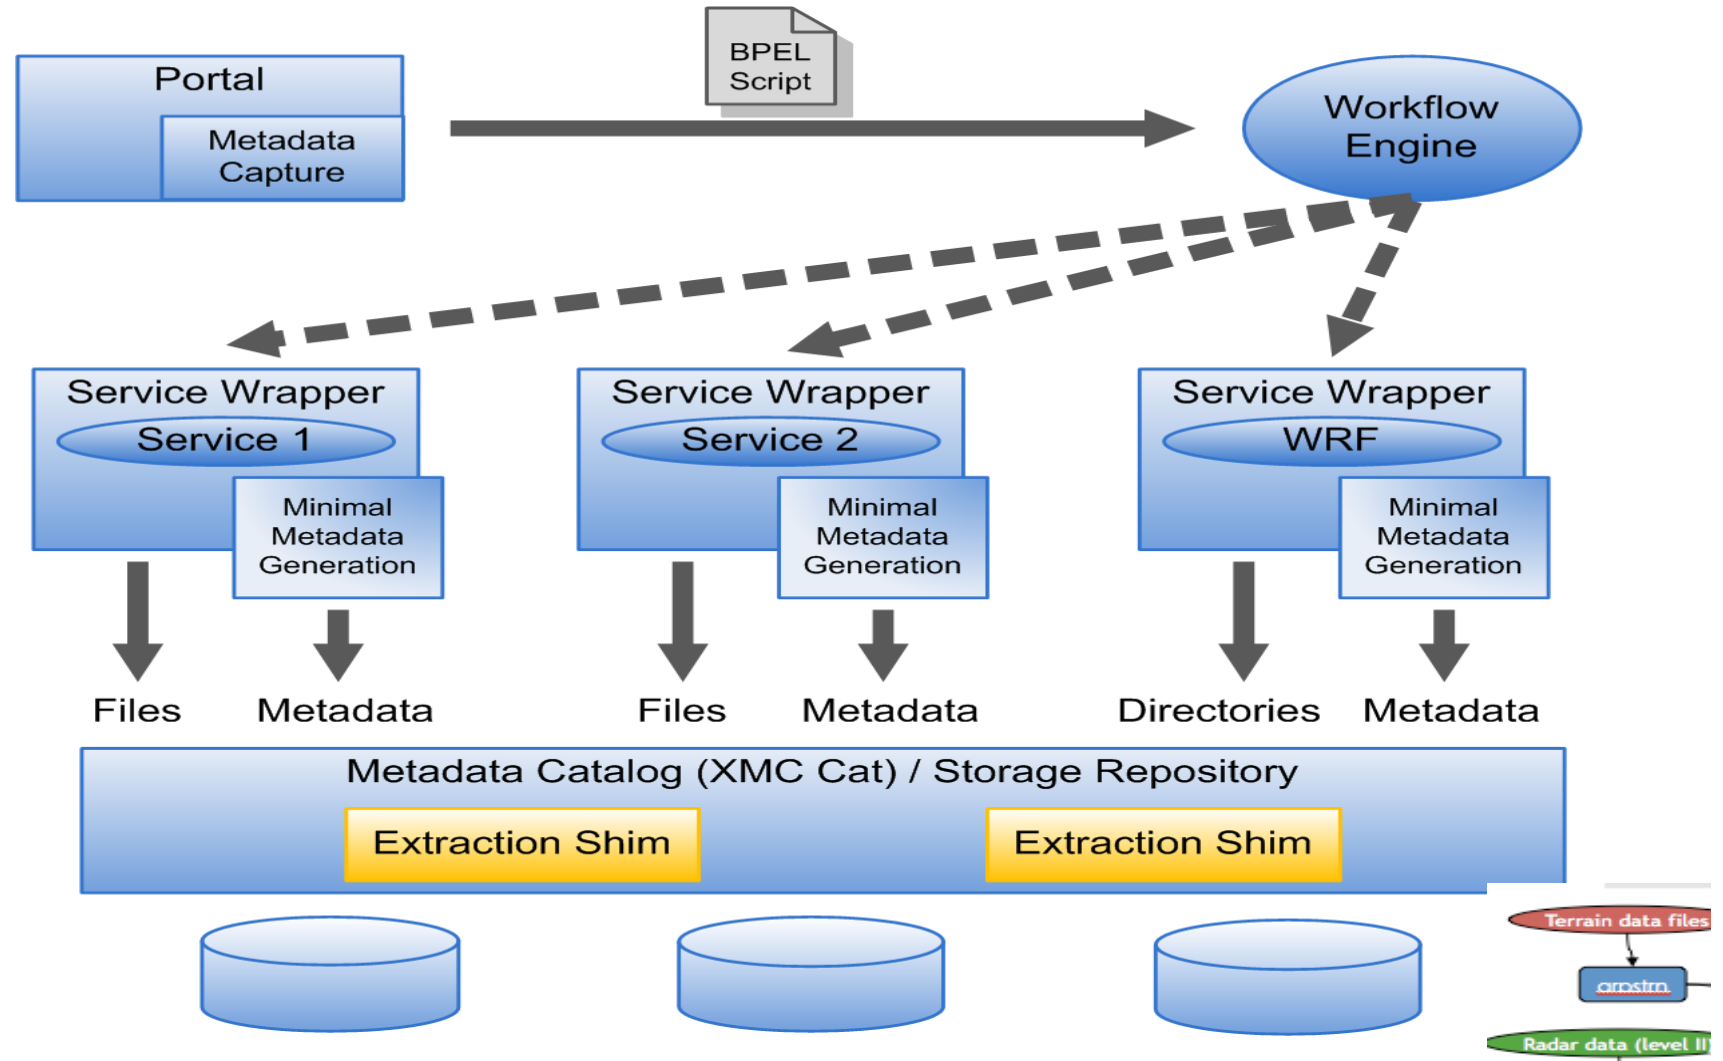 BPEL
Script
Portal
Metadata
Capture
Workflow
Engine
Service Wrapper
Service 1
Minimal
Metadata
Generation
Service Wrapper
Service 2
Minimal
Metadata
Generation
Service Wrapper
WRF
Minimal
Metadata
Generation
Files
Metadata
Files
Metadata
Directories
Metadata
Metadata Catalog (XMC Cat) / Storage Repository
Extraction Shim
Extraction Shim
Terrain data files
arpstrn
Radar data (level II)